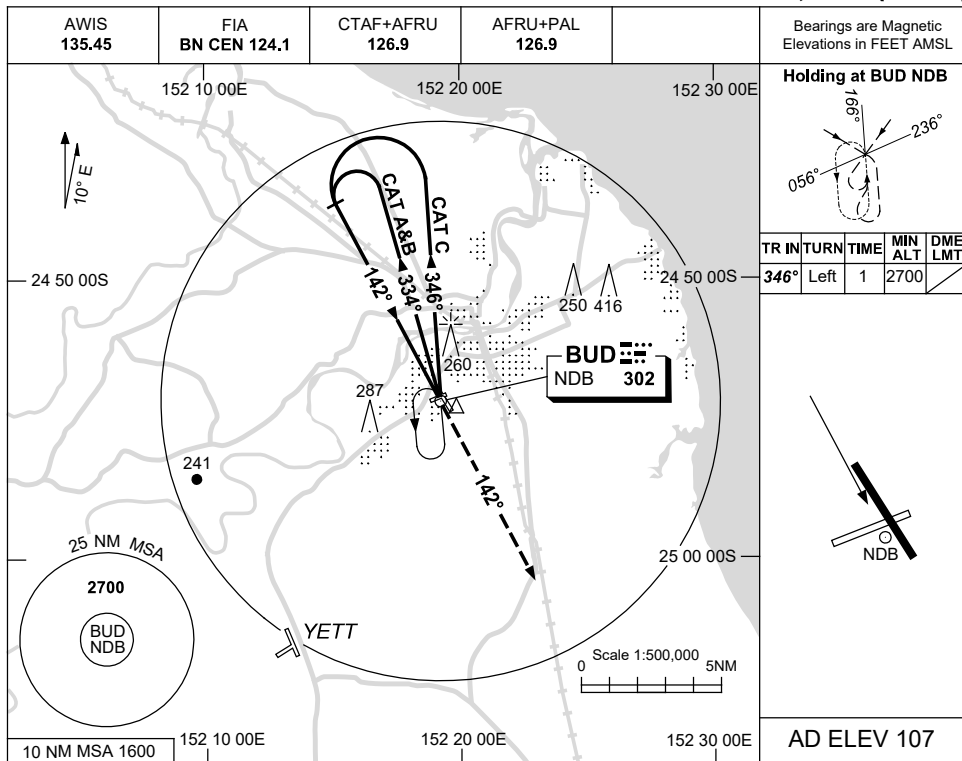 AWIS
135.45
FIA
BN CEN 124.1
CTAF+AFRU
126.9
AFRU+PAL
126.9
Bearings are Magnetic
Elevations in FEET AMSL
152 10 00E
152 20 00E
152 30 00E
10° E
CAT A&B
CAT C
142°
334°
346°
24 50 00S
24 50 00S
250
416
260
287
BUD
NDB 302
241
142°
25 NM MSA
2700
BUD
NDB
YETT
25 00 00S
Scale 1:500,000
0
5NM
10 NM MSA 1600
152 10 00E
152 20 00E
152 30 00E
Holding at BUD NDB
166°
236°
056°
TR IN
TURN
TIME
MIN
ALT
DME
LMT
346°
Left
1
2700
NDB
AD ELEV 107